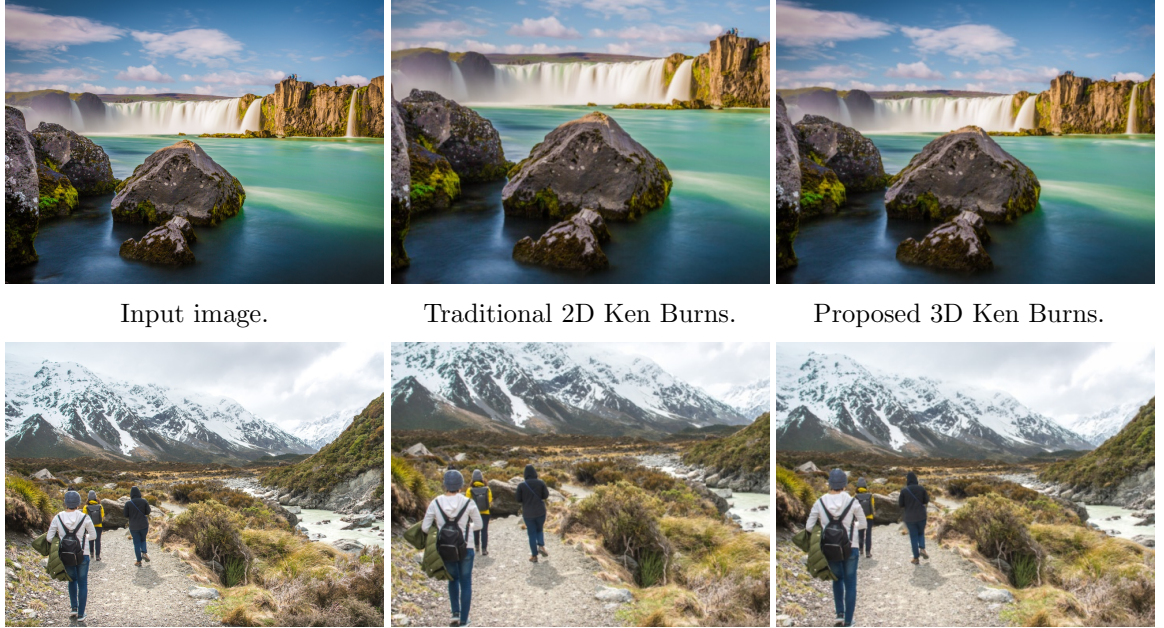 Input image.
Traditional 2D Ken Burns.
Proposed 3D Ken Burns.